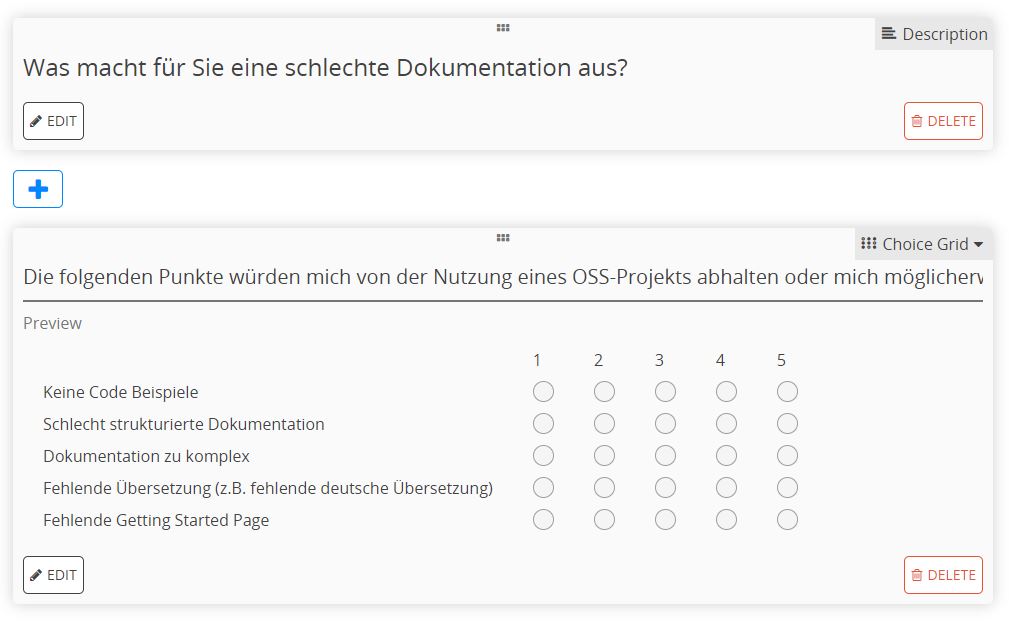 Description
Was macht für Sie eine schlechte Dokumentation aus?
EDIT
DELETE
Choice Grid
Die folgenden Punkte würden mich von der Nutzung eines OSS-Projekts abhalten oder mich
Preview
1 2 3 4 5
Keine Code Beispiele
Schlecht strukturierte Dokumentation
Dokumentation zu komplex
Fehlende Übersetzung (z.B. fehlende deutsche Übersetzung)
Fehlende Getting Started Page
EDIT
DELETE